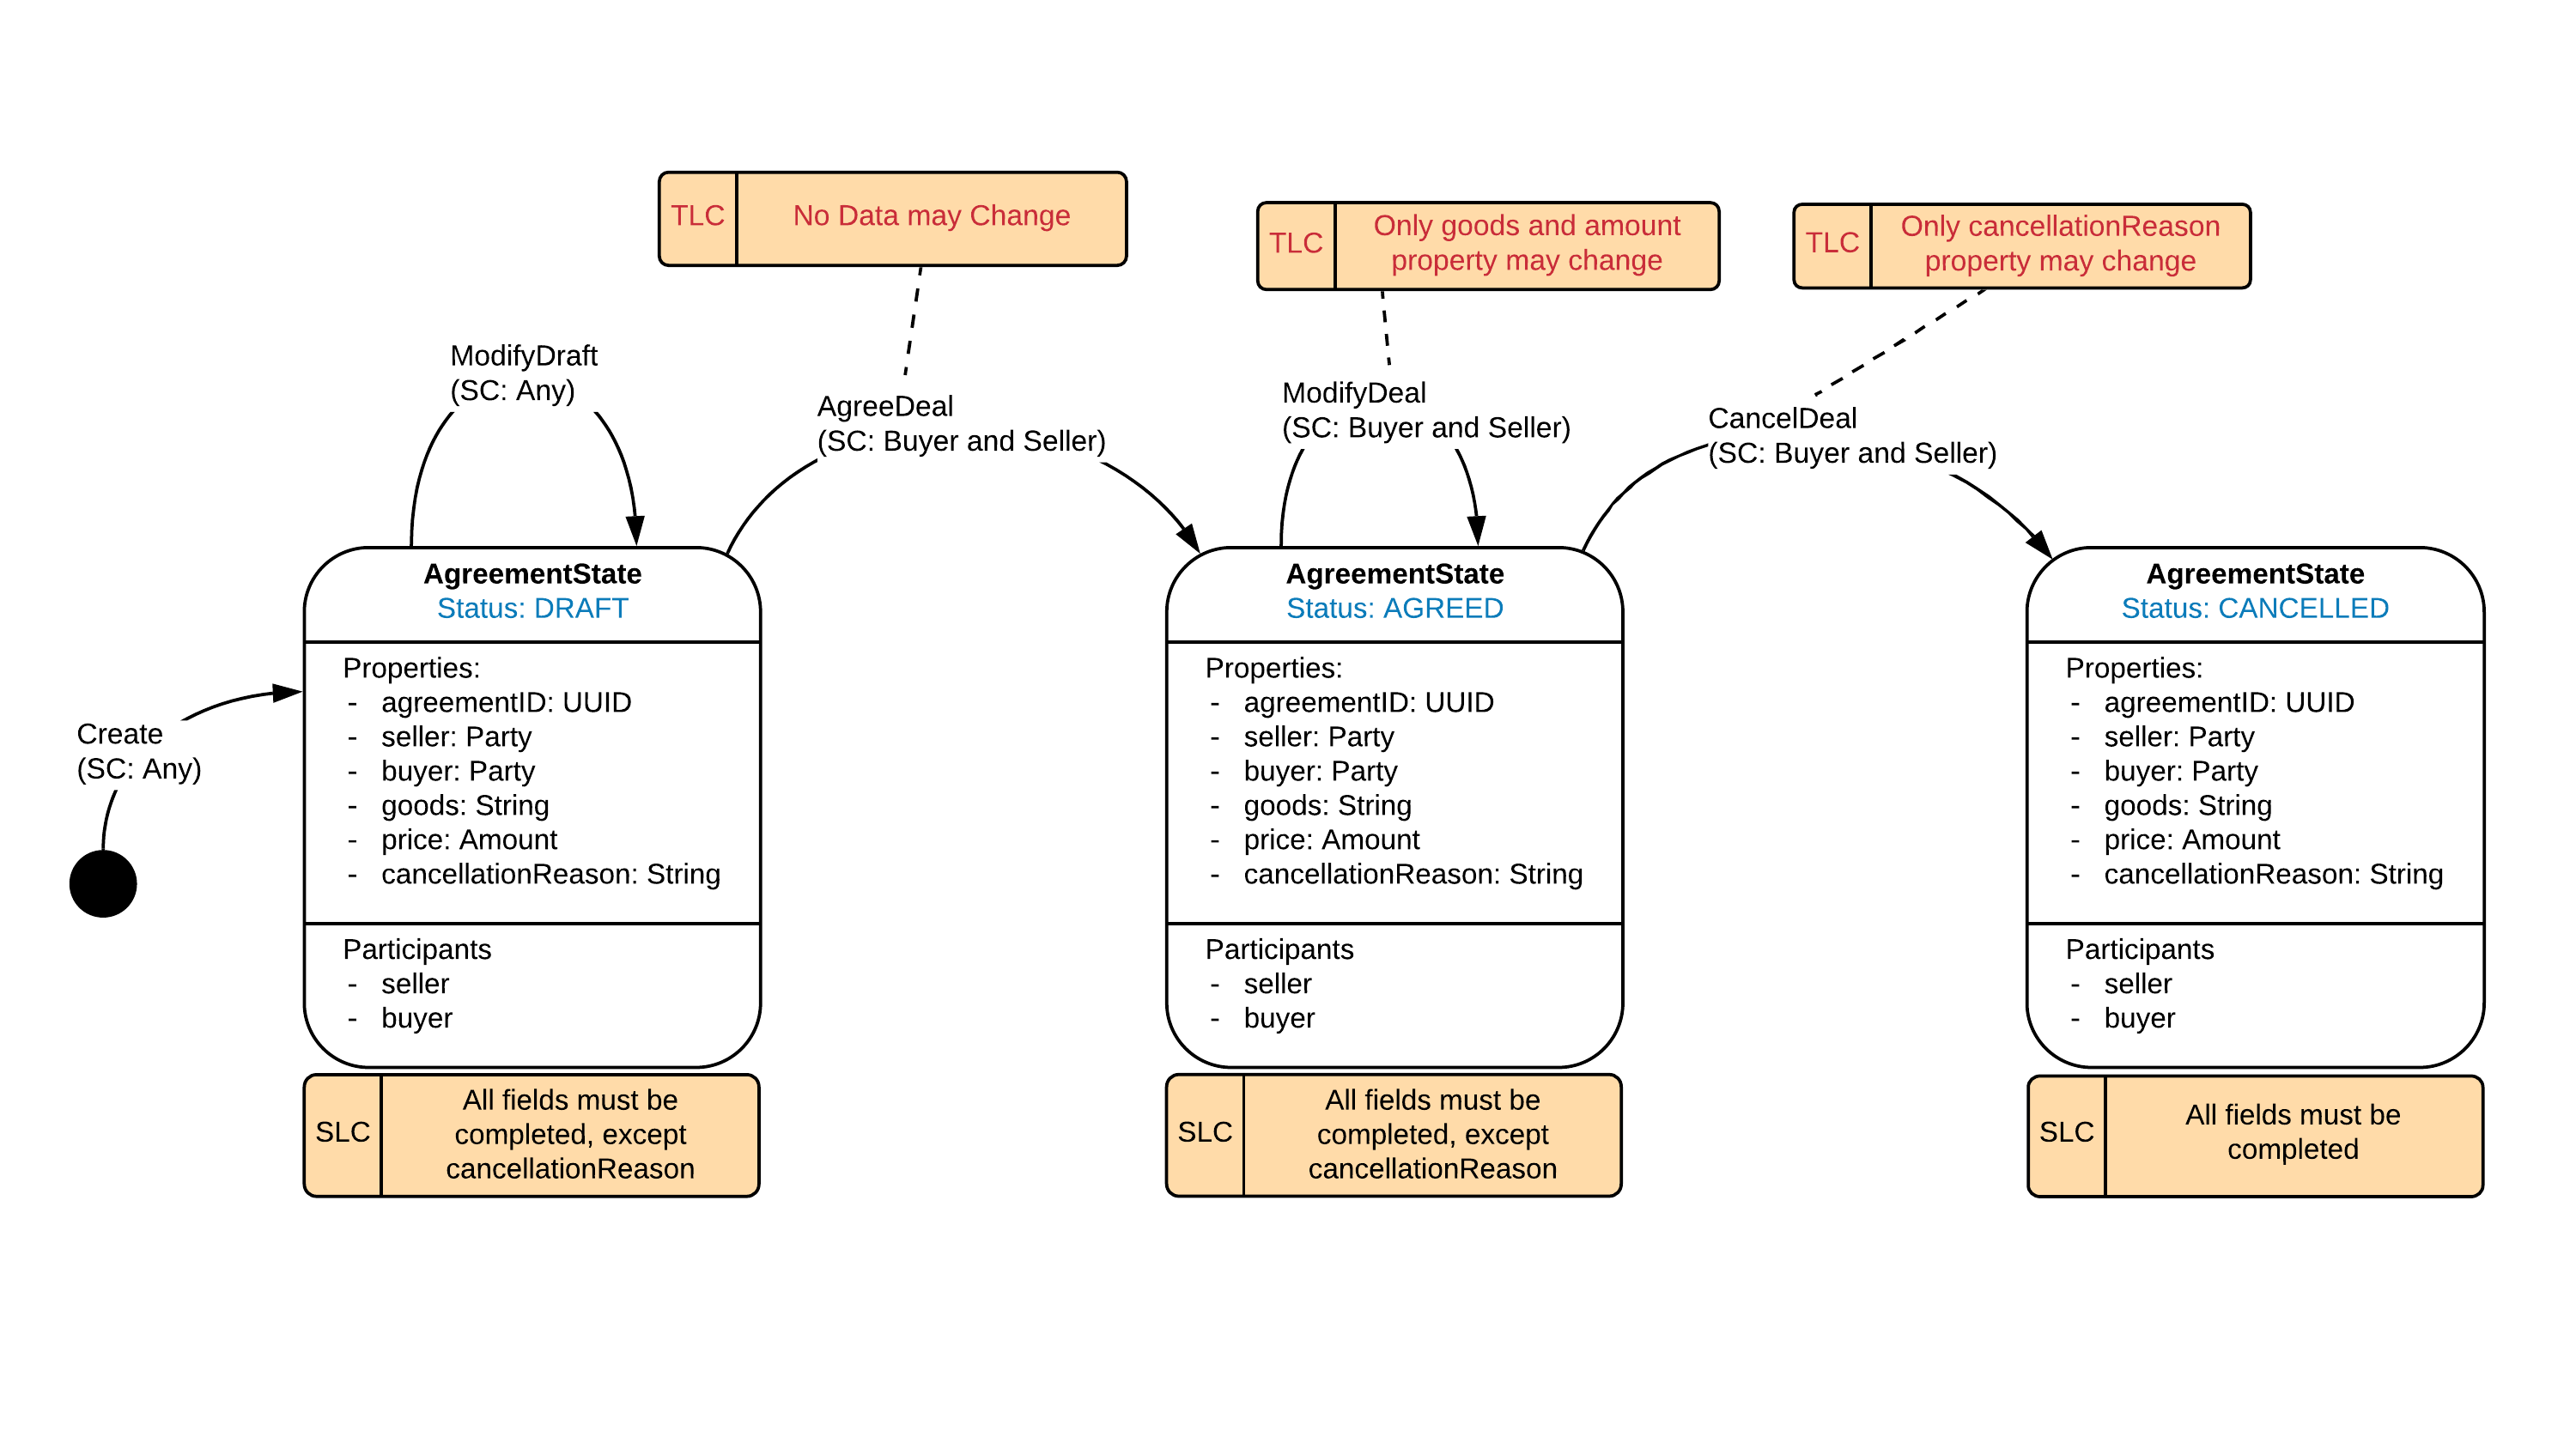 TLC
No Data may Change
TLC
Only goods and amount
property may change
TLC
Only cancellationReason
property may change
ModifyDraft
(SC: Any)
AgreeDeal
(SC: Buyer and Seller)
ModifyDeal
(SC: Buyer and Seller)
CancelDeal
(SC: Buyer and Seller)
Create
(SC: Any)
AgreementState
Status: DRAFT
Properties:
- agreementID: UUID
- seller: Party
- buyer: Party
- goods: String
- price: Amount
- cancellationReason: String
Participants
- seller
- buyer
SLC
All fields must be
completed, except
cancellationReason
AgreementState
Status: AGREED
Properties:
- agreementID: UUID
- seller: Party
- buyer: Party
- goods: String
- price: Amount
- cancellationReason: String
Participants
- seller
- buyer
SLC
All fields must be
completed, except
cancellationReason
AgreementState
Status: CANCELLED
Properties:
- agreementID: UUID
- seller: Party
- buyer: Party
- goods: String
- price: Amount
- cancellationReason: String
Participants
- seller
- buyer
SLC
All fields must be
completed